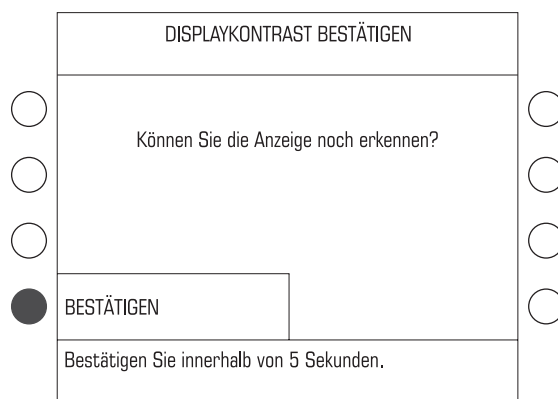 DISPLAYKONTRAST BESTÄTIGEN
Können Sie die Anzeige noch erkennen?
BESTÄTIGEN
Bestätigen Sie innerhalb von 5 Sekunden.